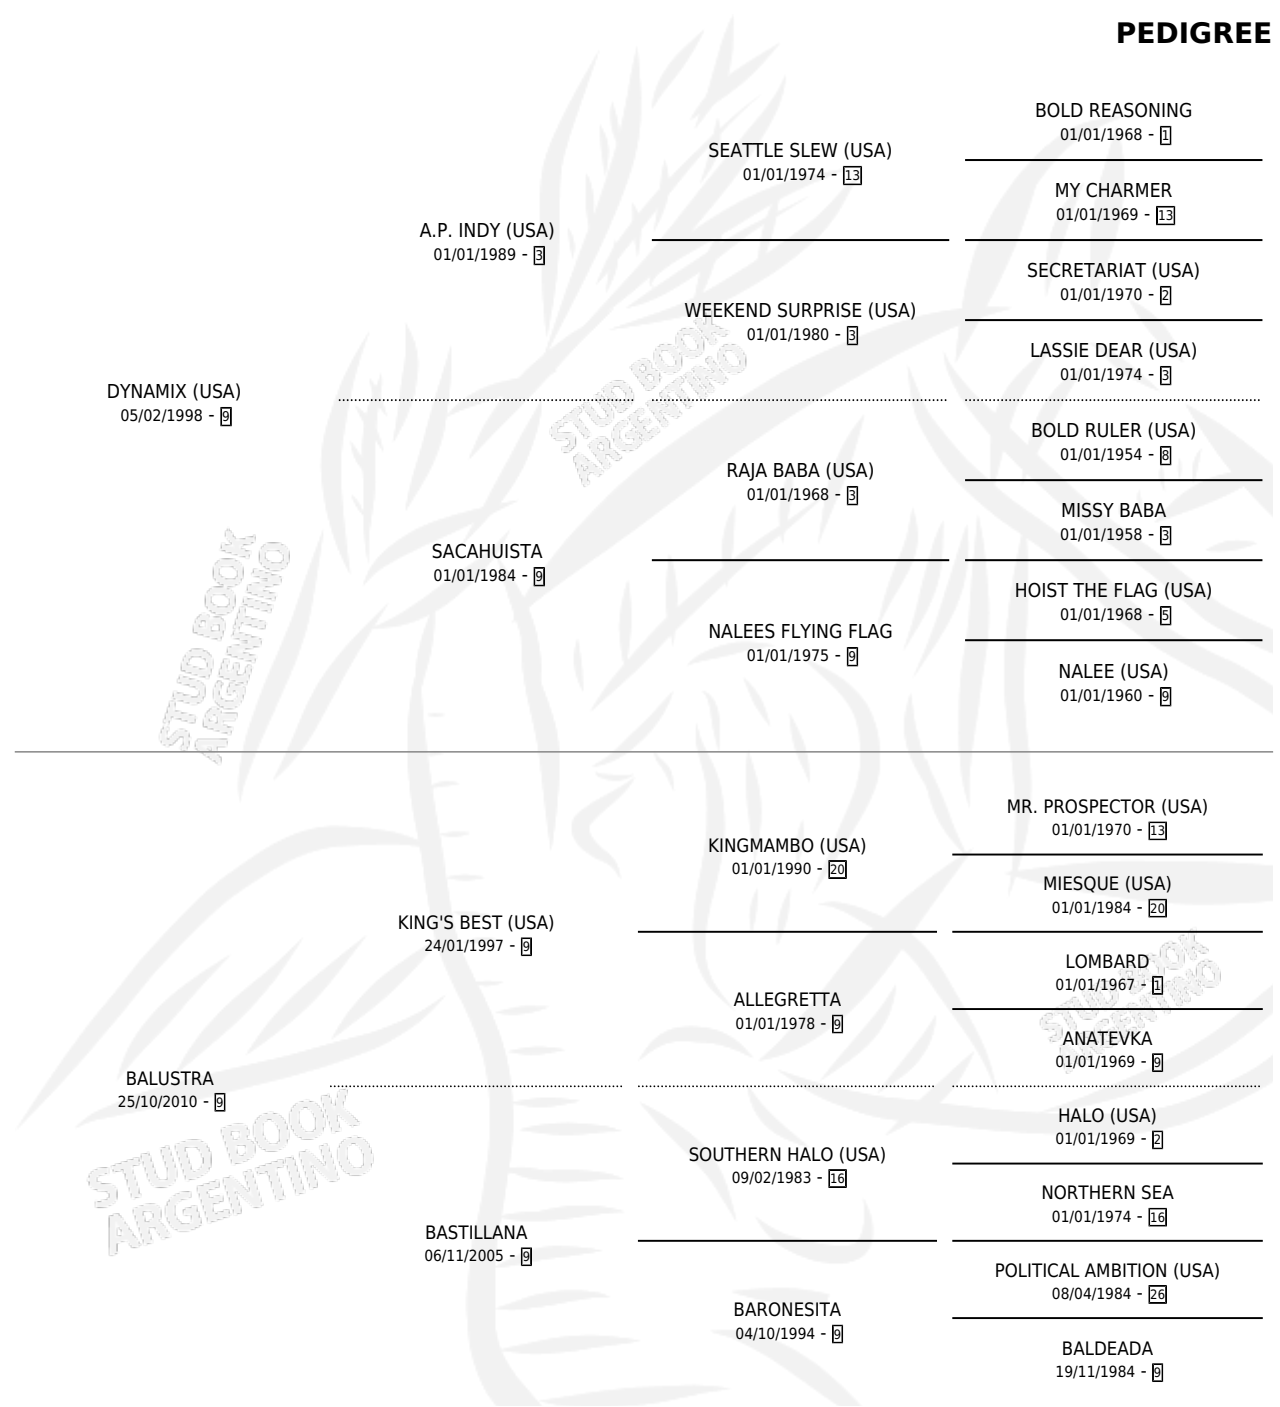 PEDIGREE
BOLD REASONING
01/01/1968 - 1
SEATTLE SLEW (USA)
01/01/1974 - 13
MY CHARMER
01/01/1969 - 13
A.P. INDY (USA)
01/01/1989 - 3
SECRETARIAT (USA)
01/01/1970 - 2
WEEKEND SURPRISE (USA)
01/01/1980 - 3
LASSIE DEAR (USA)
01/01/1974 - 3
STUD BOOK
ARGENTINO
DYNAMIX (USA)
05/02/1998 - 9
BOLD RULER (USA)
01/01/1954 - 8
RAJA BABA (USA)
01/01/1968 - 3
MISSY BABA
01/01/1958 - 3
SACAHUISTA
01/01/1984 - 9
HOIST THE FLAG (USA)
01/01/1968 - 5
NALEES FLYING FLAG
01/01/1975 - 9
NALEE (USA)
01/01/1960 - 9
STUD BOOK
ARGENTINO
MR. PROSPECTOR (USA)
01/01/1970 - 13
KINGMAMBO (USA)
01/01/1990 - 20
MIESQUE (USA)
01/01/1984 - 20
KING'S BEST (USA)
24/01/1997 - 9
LOMBARD
01/01/1967 - 1
ALLEGRETTA
01/01/1978 - 9
STUD BOOK
ARGENTINO
ANATEVKA
01/01/1969 - 9
BALUSTRA
25/10/2010 - 9
HALO (USA)
01/01/1969 - 2
SOUTHERN HALO (USA)
09/02/1983 - 16
NORTHERN SEA
01/01/1974 - 16
STUD BOOK
ARGENTINO
BASTILLANA
06/11/2005 - 9
POLITICAL AMBITION (USA)
08/04/1984 - 26
BARONESITA
04/10/1994 - 9
BALDEADA
19/11/1984 - 9